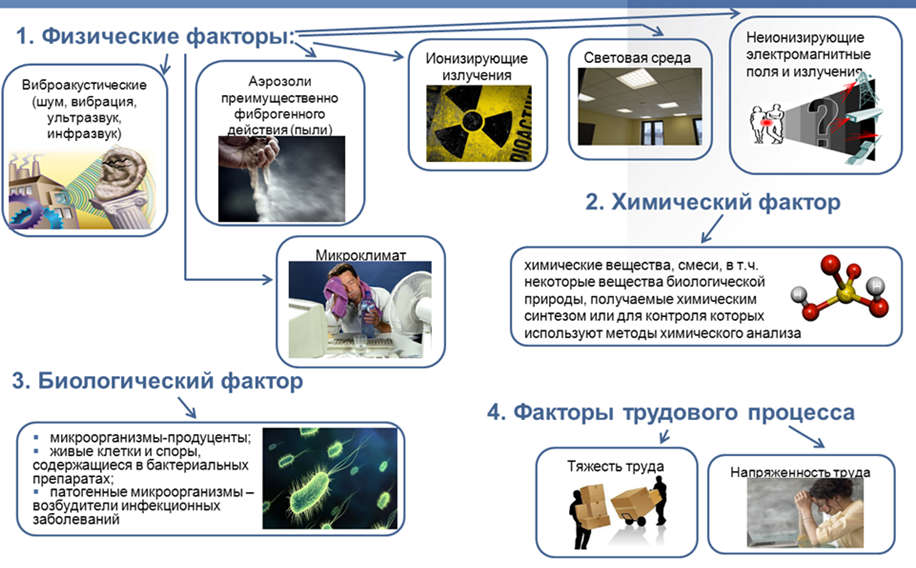 1. Физические факторы:
Виброакустические
(шум, вибрация,
ультразвук,
инфразвук)
Аэрозоли
преимущественно
фиброгенного
действия (пыли)
Ионизирующие
излучения
DIOACTIV
Световая среда
Неионизирующие
электромагнитные
поля и излучения
?
Микроклимат
2. Химический фактор
химические вещества, смеси, в т.ч.
некоторые вещества биологической
природы, получаемые химическим
синтезом или для контроля которых
используют методы химического анализа
3. Биологический фактор
▪ микроорганизмы-продуценты;
▪ живые клетки и споры,
содержащиеся в бактериальных
препаратах;
▪ патогенные микроорганизмы –
возбудители инфекционных
заболеваний
4. Факторы трудового процесса
Тяжесть труда
Напряженность труда